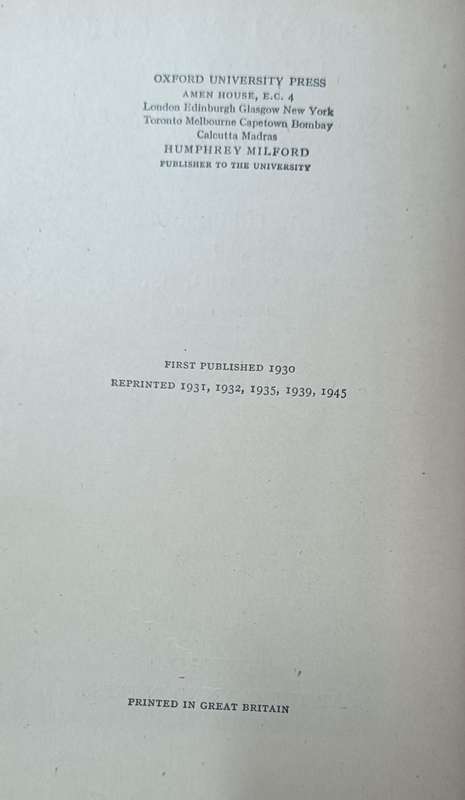 OXFORD UNIVERSITY PRESS
AMEN HOUSE, E.C. 4
London Edinburgh Glasgow New York
Toronto Melbourne Capetown Bombay
Calcutta Madras
HUMPHREY MILFORD
PUBLISHER TO THE UNIVERSITY
FIRST PUBLISHED 1930
REPRINTED 1931, 1932, 1935, 1939, 1945
PRINTED IN GREAT BRITAIN